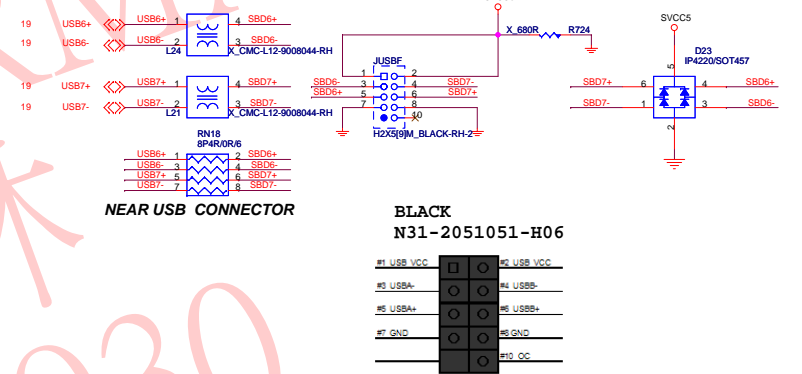 19 USB6+ USB6+ 1 4 SBD6+
19 USB6- USB6- 2 3 SBD6-
L24 X_CMC-L12-9008044-RH
19 USB7+ USB7+ 1 4 SBD7+
19 USB7- USB7- 2 3 SBD7-
L21 X_CMC-L12-9008044-RH
RN18
8P4R/0R/6
USB6+ 1 2 SBD6+
USB6- 3 4 SBD6-
USB7+ 5 6 SBD7+
USB7- 7 8 SBD7-
NEAR USB CONNECTOR
X_680R R724
JUSBF
1 2
SBD6- 3 4 SBD7-
SBD6+ 5 6 SBD7+
7 8
10
H2X5[9]M_BLACK-RH-2
SVCC5
D23
IP4220/SOT457
5
SBD7+ 6 4 SBD6+
SBD7- 1 3 SBD6-
2
BLACK
N31-2051051-H06
#1 USB VCC #2 USB VCC
#3 USBA- #4 USBB-
#5 USBA+ #6 USBB+
#7 GND #8 GND
#10 OC